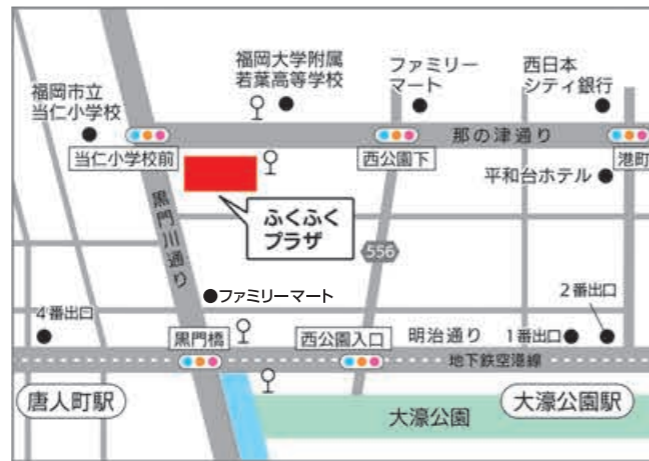 福岡市立
当仁小学校
福岡大学附属
若葉高等学校
ファミリー
マート
西日本
シティ銀行
当仁小学校前
西公園下
那の津通り
港町
平和台ホテル
ふくふく
プラザ
黒門川通り
556
ファミリーマート
4番出口
2番出口
黒門橋
西公園入口
明治通り
1番出口
地下鉄空港線
唐人町駅
大濠公園
大濠公園駅